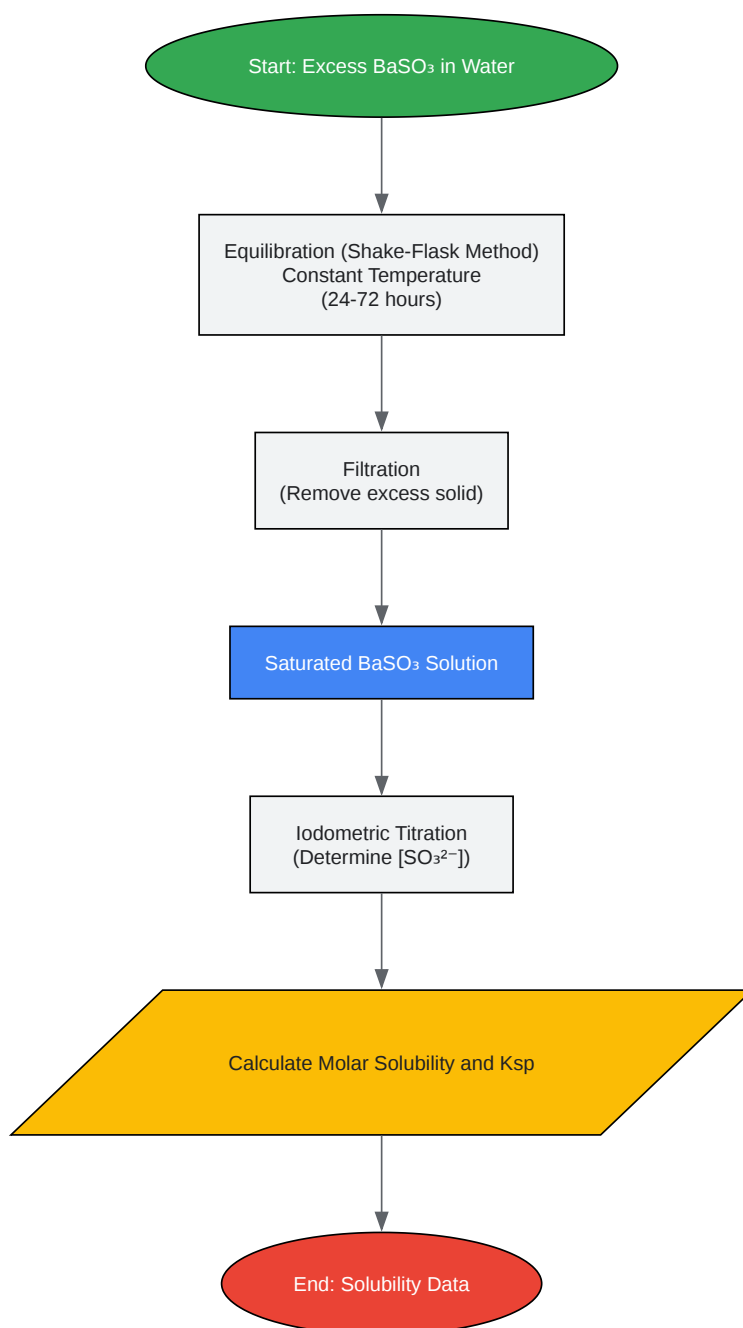 Start: Excess BaSO₃ in Water
Equilibration (Shake-Flask Method)
Constant Temperature
(24-72 hours)
Filtration
(Remove excess solid)
Saturated BaSO₃ Solution
Iodometric Titration
(Determine [SO₃²⁻])
Calculate Molar Solubility and Ksp
End: Solubility Data